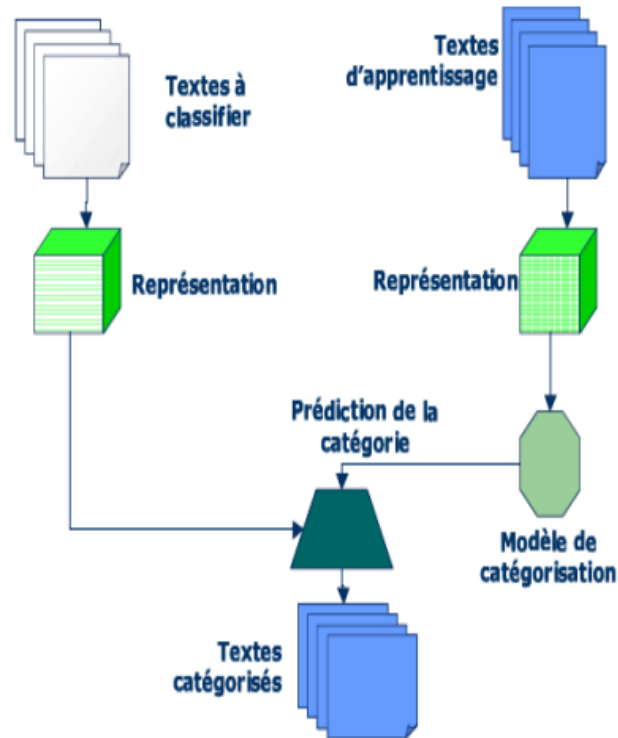 Textes à
classifier
Textes
d'apprentissage
Représentation
Représentation
Prédiction de la
catégorie
Modèle de
catégorisation
Textes
catégorisés